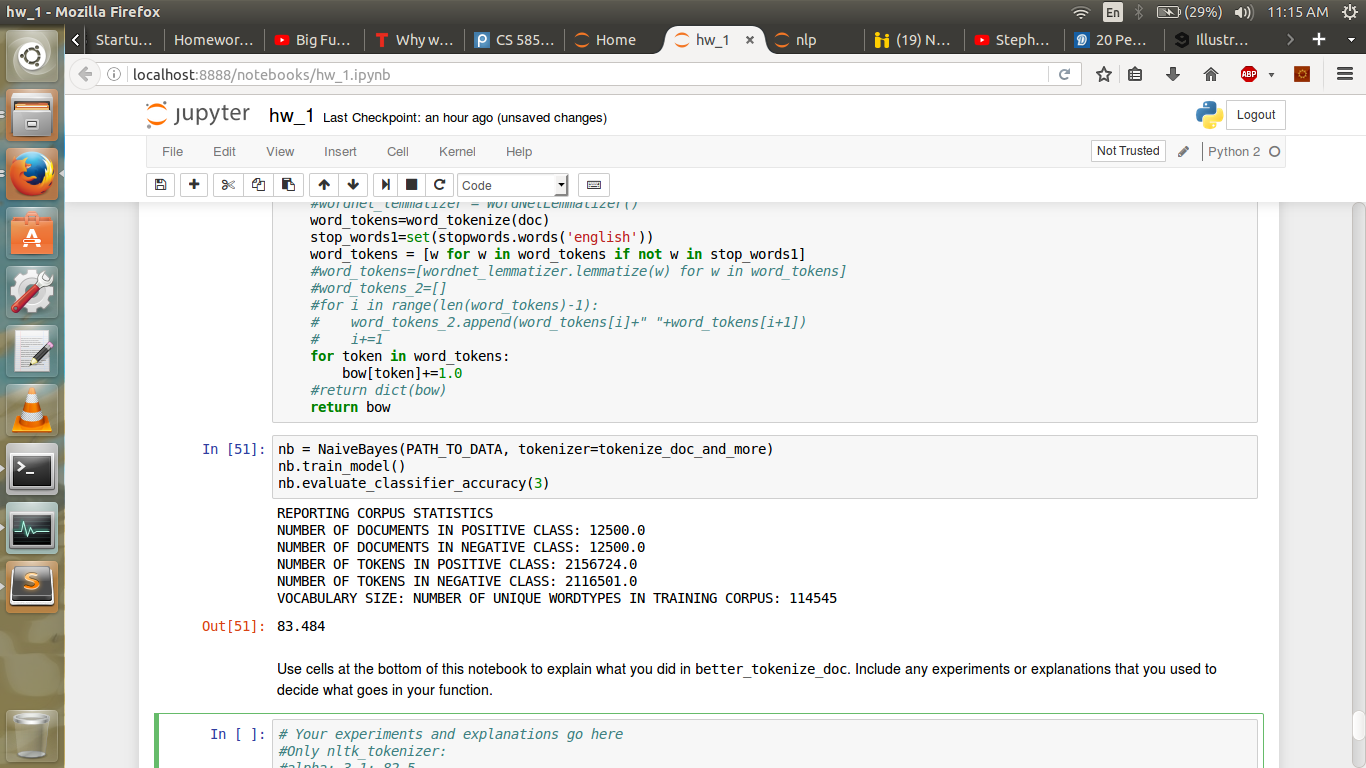 hw_1 - Mozilla Firefox
En
(29%)
11:15 AM
Startu...
Homewor...
Big Fu...
Why w...
CS 585...
Home
hw_1
nlp
(19) N...
Steph...
20 Pe...
Illustr...
localhost:8888/notebooks/hw_1.ipynb
ABP
jupyter
hw_1 Last Checkpoint: an hour ago (unsaved changes)
Logout
File Edit View Insert Cell Kernel Help
Not Trusted
Python 2
Code
#wordnet_lemmatizer = WordNetLemmatizer()
word_tokens=word_tokenize(doc)
stop_words1=set(stopwords.words('english'))
word_tokens = [w for w in word_tokens if not w in stop_words1]
#word_tokens=[wordnet_lemmatizer.lemmatize(w) for w in word_tokens]
#word_tokens_2=[]
#for i in range(len(word_tokens)-1):
#    word_tokens_2.append(word_tokens[i]+" "+word_tokens[i+1])
#    i+=1
for token in word_tokens:
    bow[token]+=1.0
#return dict(bow)
return bow
In [51]:
nb = NaiveBayes(PATH_TO_DATA, tokenizer=tokenize_doc_and_more)
nb.train_model()
nb.evaluate_classifier_accuracy(3)
REPORTING CORPUS STATISTICS
NUMBER OF DOCUMENTS IN POSITIVE CLASS: 12500.0
NUMBER OF DOCUMENTS IN NEGATIVE CLASS: 12500.0
NUMBER OF TOKENS IN POSITIVE CLASS: 2156724.0
NUMBER OF TOKENS IN NEGATIVE CLASS: 2116501.0
VOCABULARY SIZE: NUMBER OF UNIQUE WORDTYPES IN TRAINING CORPUS: 114545
Out[51]: 83.484
Use cells at the bottom of this notebook to explain what you did in better_tokenize_doc. Include any experiments or explanations that you used to
decide what goes in your function.
In [ ]:
# Your experiments and explanations go here
#Only nltk_tokenizer:
#alpha: 3.1: 82.5